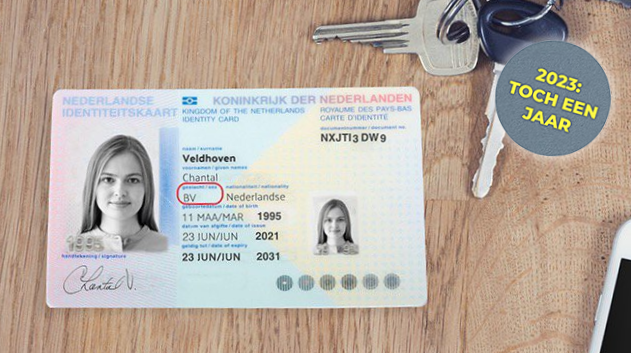 NEDERLANDSE
IDENTITEITSKAART
KONINKRIJK DER NEDERLANDEN
KINGDOM OF THE NETHERLANDS
IDENTITY CARD
ROYAUME DES PAYS-BAS
CARTE D'IDENTITÉ
documentnummer / document no.
NXJTI3 DW9
naam / surname
Veldhoven
voornamen / given names
Chantal
geslacht / sex nationaliteit / nationality
BV Nederlandse
geboortedatum / date of birth
11 MAA/MAR 1995
datum van afgifte / date of issue
23 JUN/JUN 2021
geldig tot / date of expiry
23 JUN/JUN 2031
1995
handtekening / signature
Chantal V.
2023:
TOCH EEN
JAAR